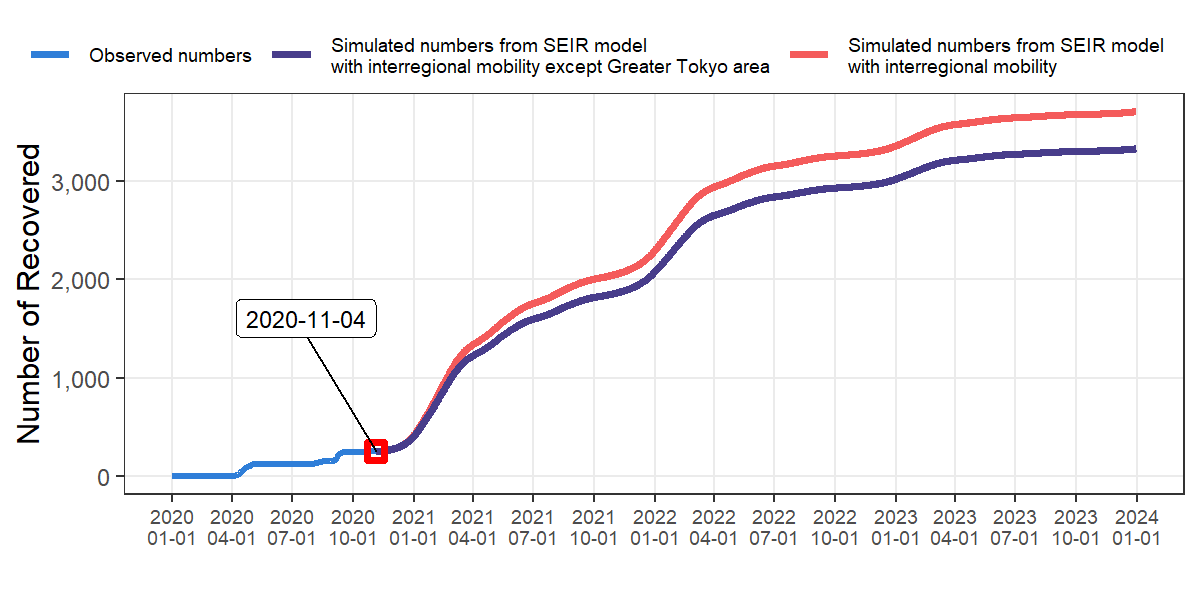 Observed numbers
Simulated numbers from SEIR model
with interregional mobility except Greater Tokyo area
Simulated numbers from SEIR model
with interregional mobility
Number of Recovered
3,000
2,000
1,000
0
2020-11-04
2020 2020 2020 2020 2021 2021 2021 2021 2022 2022 2022 2022 2023 2023 2023 2023 2024
01-01 04-01 07-01 10-01 01-01 04-01 07-01 10-01 01-01 04-01 07-01 10-01 01-01 04-01 07-01 10-01 01-01